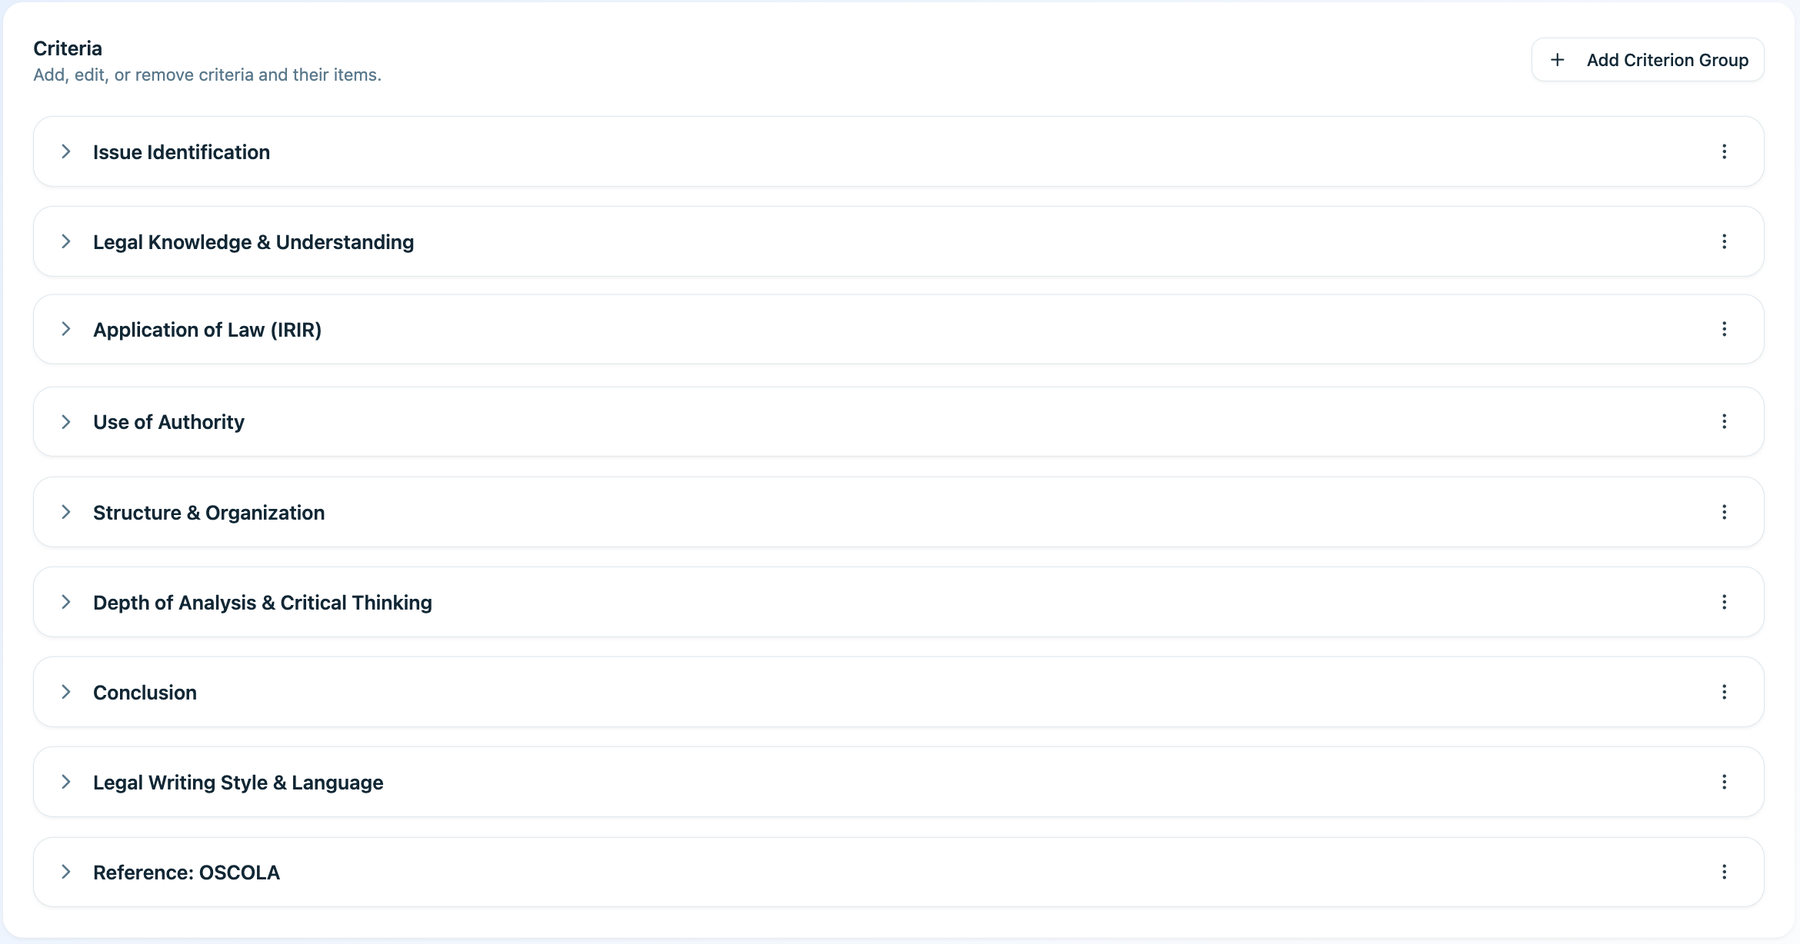 Criteria
Add, edit, or remove criteria and their items.
+ Add Criterion Group
Issue Identification
Legal Knowledge & Understanding
Application of Law (IRIR)
Use of Authority
Structure & Organization
Depth of Analysis & Critical Thinking
Conclusion
Legal Writing Style & Language
Reference: OSCOLA